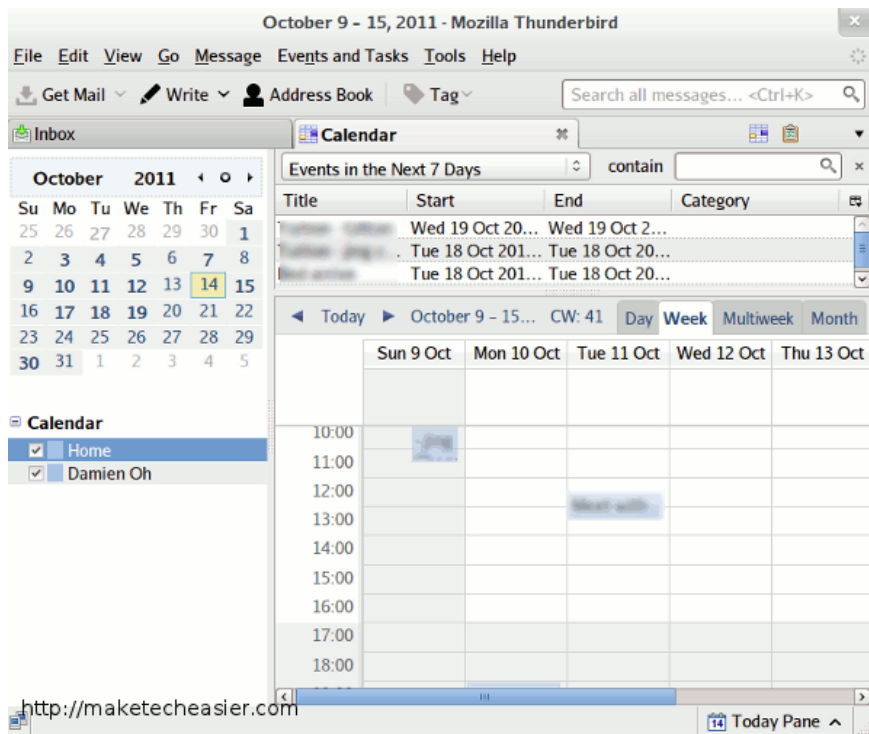 October 9 – 15, 2011 - Mozilla Thunderbird
File Edit View Go Message Events and Tasks Tools Help
Get Mail Write Address Book Tag Search all messages... <Ctrl+K>
Inbox Calendar
October 2011
Su Mo Tu We Th Fr Sa
25 26 27 28 29 30 1
2 3 4 5 6 7 8
9 10 11 12 13 14 15
16 17 18 19 20 21 22
23 24 25 26 27 28 29
30 31 1 2 3 4 5
Calendar
Home
Damien Oh
Events in the Next 7 Days contain
Title Start End Category
Wed 19 Oct 20... Wed 19 Oct 2...
Tue 18 Oct 201... Tue 18 Oct 20...
Tue 18 Oct 201... Tue 18 Oct 20...
Today October 9 – 15... CW: 41 Day Week Multiweek Month
Sun 9 Oct Mon 10 Oct Tue 11 Oct Wed 12 Oct Thu 13 Oct
10:00
11:00
12:00
13:00
14:00
15:00
16:00
17:00
18:00
http://maketecheasier.com
14 Today Pane